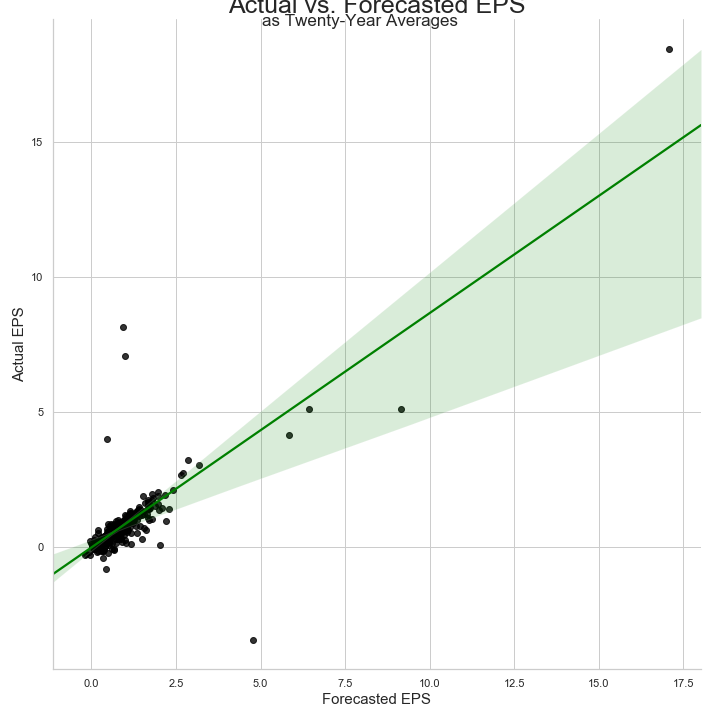 Actual vs. Forecasted EPS
as Twenty-Year Averages
15
10
5
0
Actual EPS
0.0 2.5 5.0 7.5 10.0 12.5 15.0 17.5
Forecasted EPS